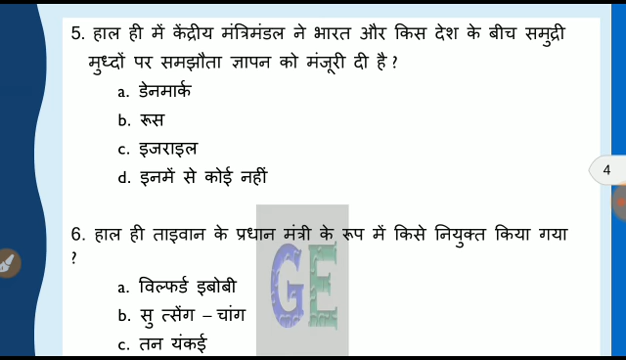 5. हाल ही में केंद्रीय मंत्रिमंडल ने भारत और किस देश के बीच समुद्री
मुध्दों पर समझौता ज्ञापन को मंजूरी दी है ?
a. डेनमार्क
b. रूस
c. इजराइल
d. इनमें से कोई नहीं
4
6. हाल ही ताइवान के प्रधान मंत्री के रूप में किसे नियुक्त किया गया
?
a. विल्फर्ड इबोबी
b. सु त्सेंग – चांग
c. तन यंकई
GE